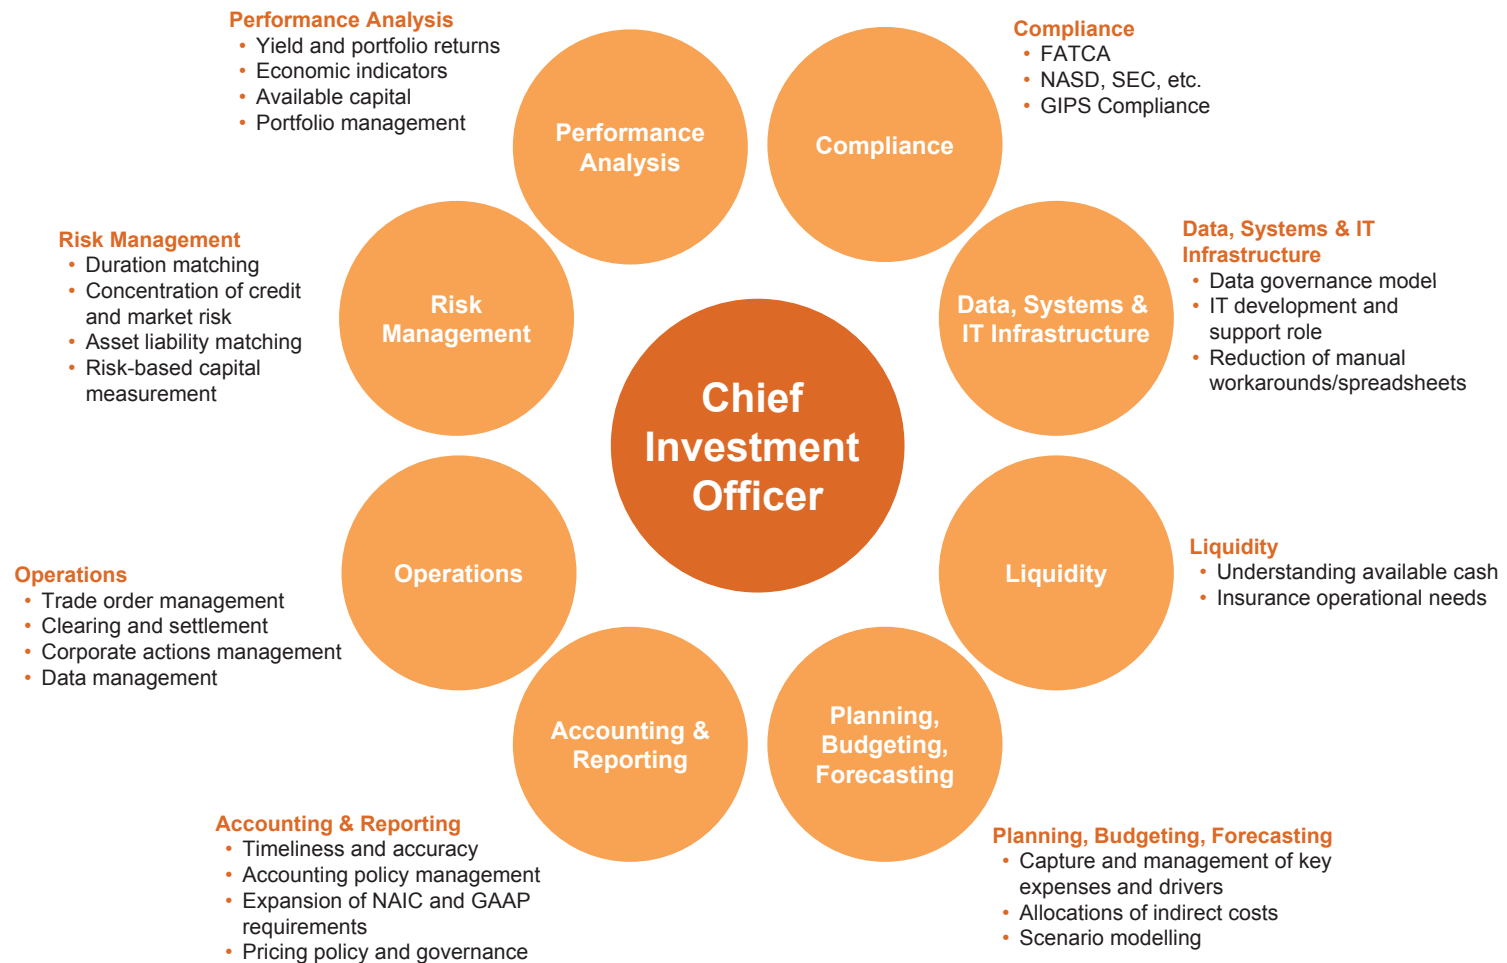 Performance Analysis
• Yield and portfolio returns
• Economic indicators
• Available capital
• Portfolio management
Compliance
• FATCA
• NASD, SEC, etc.
• GIPS Compliance
Performance
Analysis
Compliance
Risk Management
• Duration matching
• Concentration of credit
and market risk
• Asset liability matching
• Risk-based capital
measurement
Risk
Management
Data, Systems &
IT Infrastructure
Data, Systems & IT
Infrastructure
• Data governance model
• IT development and
support role
• Reduction of manual
workarounds/spreadsheets
Chief
Investment
Officer
Operations
• Trade order management
• Clearing and settlement
• Corporate actions management
• Data management
Operations
Liquidity
Liquidity
• Understanding available cash
• Insurance operational needs
Accounting &
Reporting
Planning,
Budgeting,
Forecasting
Accounting & Reporting
• Timeliness and accuracy
• Accounting policy management
• Expansion of NAIC and GAAP
requirements
• Pricing policy and governance
Planning, Budgeting, Forecasting
• Capture and management of key
expenses and drivers
• Allocations of indirect costs
• Scenario modelling